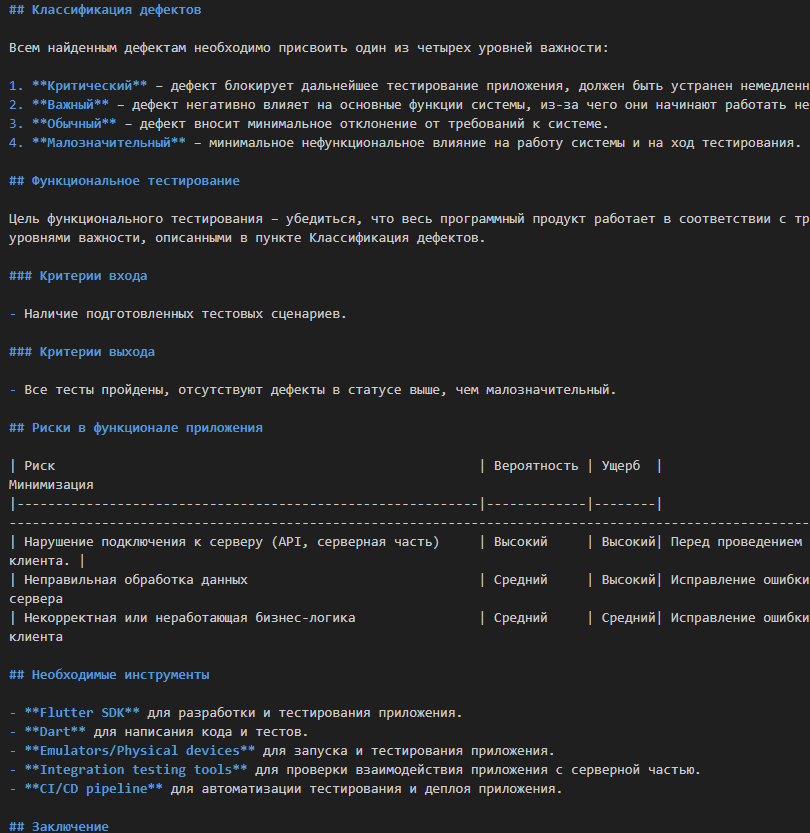 ## Классификация дефектов
Всем найденным дефектам необходимо присвоить один из четырех уровней важности:
1. **Критический** – дефект блокирует дальнейшее тестирование приложения, должен быть устранен
2. **Важный** – дефект негативно влияет на основные функции системы, из-за чего они начинают работать
3. **Обычный** – дефект вносит минимальное отклонение от требований к системе.
4. **Малозначительный** – минимальное нефункциональное влияние на работу системы и на ход тестирования.
## Функциональное тестирование
Цель функционального тестирования – убедиться, что весь программный продукт работает в соответствии с
уровнями важности, описанными в пункте Классификация дефектов.
### Критерии входа
- Наличие подготовленных тестовых сценариев.
### Критерии выхода
- Все тесты пройдены, отсутствуют дефекты в статусе выше, чем малозначительный.
## Риски в функционале приложения
| Риск | Вероятность | Ущерб |
Минимизация
|------------------------------------------------------------|-------------|--------|
--------------------------------------------------------------------------------------------------------
| Нарушение подключения к серверу (API, серверная часть) | Высокий | Высокий| Перед проведением
клиента. |
| Неправильная обработка данных | Средний | Высокий| Исправление ошибки
сервера
| Некорректная или неработающая бизнес-логика | Средний | Средний| Исправление ошибки
клиента
## Необходимые инструменты
- **Flutter SDK** для разработки и тестирования приложения.
- **Dart** для написания кода и тестов.
- **Emulators/Physical devices** для запуска и тестирования приложения.
- **Integration testing tools** для проверки взаимодействия приложения с серверной частью.
- **CI/CD pipeline** для автоматизации тестирования и деплоя приложения.
## Заключение